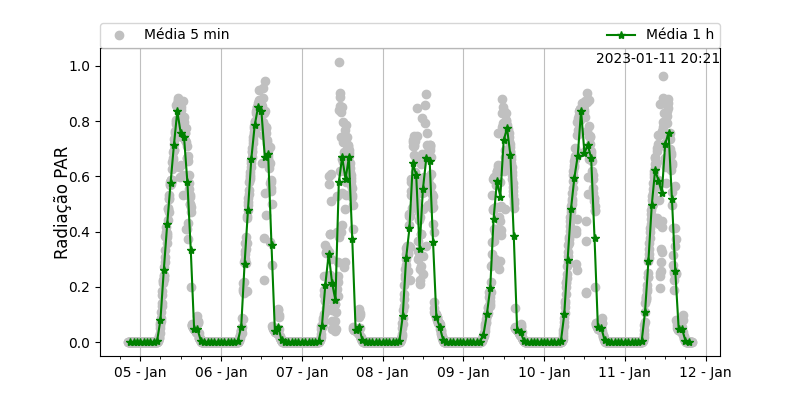 Média 5 min
Média 1 h
2023-01-11 20:21
Radiação PAR
1.0
0.8
0.6
0.4
0.2
0.0
05 - Jan
06 - Jan
07 - Jan
08 - Jan
09 - Jan
10 - Jan
11 - Jan
12 - Jan